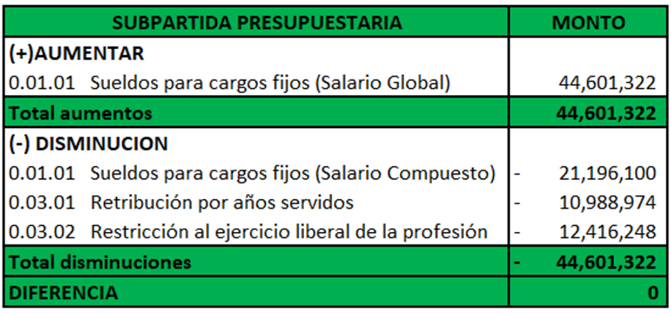 SUBPARTIDA PRESUPUESTARIA MONTO
(+)AUMENTAR
0.01.01 Sueldos para cargos fijos (Salario Global) 44,601,322
Total aumentos 44,601,322
(-) DISMINUCION
0.01.01 Sueldos para cargos fijos (Salario Compuesto) - 21,196,100
0.03.01 Retribución por años servidos - 10,988,974
0.03.02 Restricción al ejercicio liberal de la profesión - 12,416,248
Total disminuciones - 44,601,322
DIFERENCIA 0